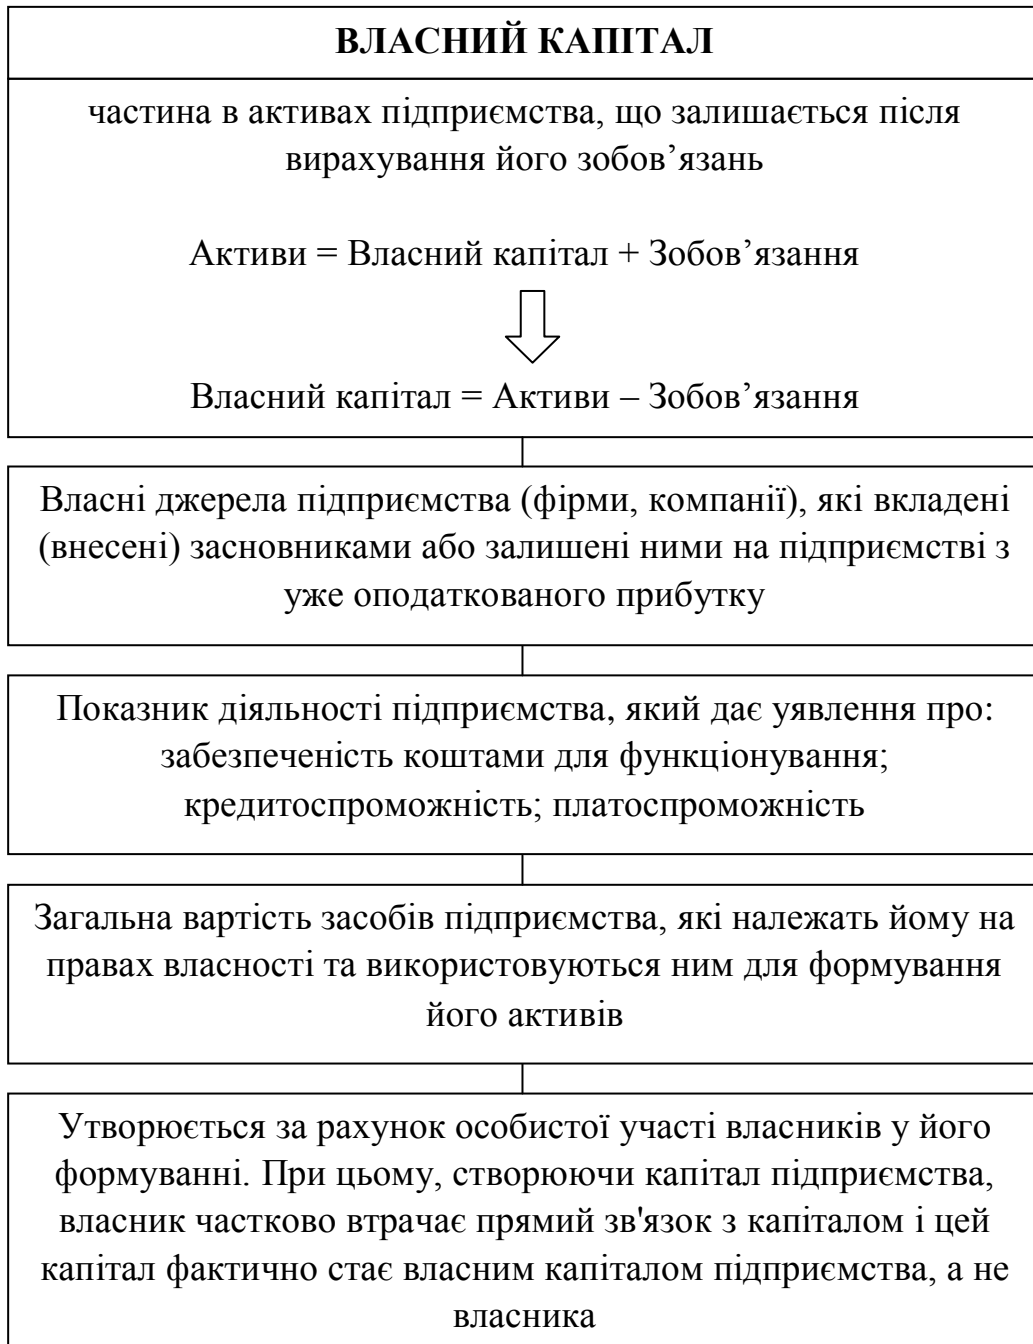 ВЛАСНИЙ КАПІТАЛ
частина в активах підприємства, що залишається після
вирахування його зобов’язань
Активи = Власний капітал + Зобов’язання
Власний капітал = Активи – Зобов’язання
Власні джерела підприємства (фірми, компанії), які вкладені
(внесені) засновниками або залишені ними на підприємстві з
уже оподаткованого прибутку
Показник діяльності підприємства, який дає уявлення про:
забезпеченість коштами для функціонування;
кредитоспроможність; платоспроможність
Загальна вартість засобів підприємства, які належать йому на
правах власності та використовуються ним для формування
його активів
Утворюється за рахунок особистої участі власників у його
формуванні. При цьому, створюючи капітал підприємства,
власник частково втрачає прямий зв'язок з капіталом і цей
капітал фактично стає власним капіталом підприємства, а не
власника